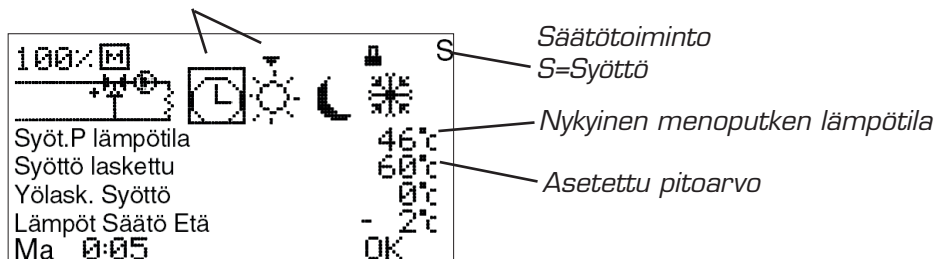 100% M
S
Säätötoiminto
S=Syöttö
Syöt.P lämpötila 46°c
Nykyinen menoputken lämpötila
Syöttö laskettu 60°c
Asetettu pitoarvo
Yölask. Syöttö 0°c
Lämpöt Säätö Etä - 2°c
Ma 0:05 OK